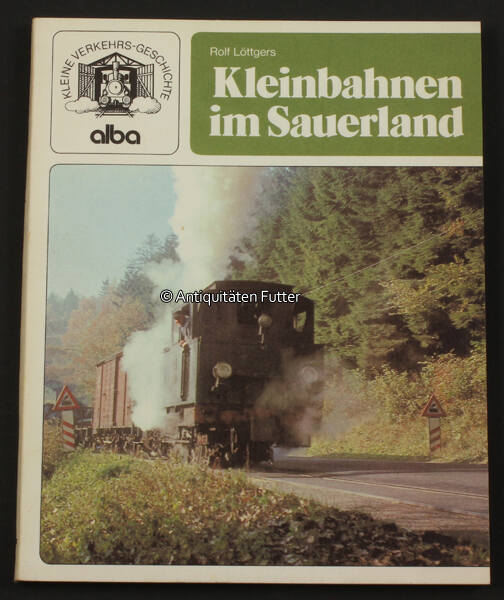 KLEINE VERKEHRS-GESCHICHTE
alba
Rolf Löttgers
Kleinbahnen
im Sauerland
© Antiquitäten Futter